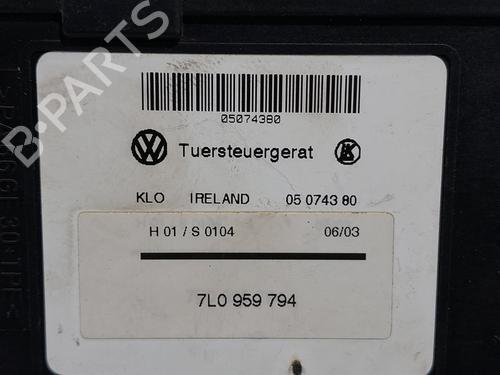 B-PARTS
05074380
Tuersteuergerat
KLO IRELAND 05 0743 80
H 01 / S 0104 06/03
7L0 959 794